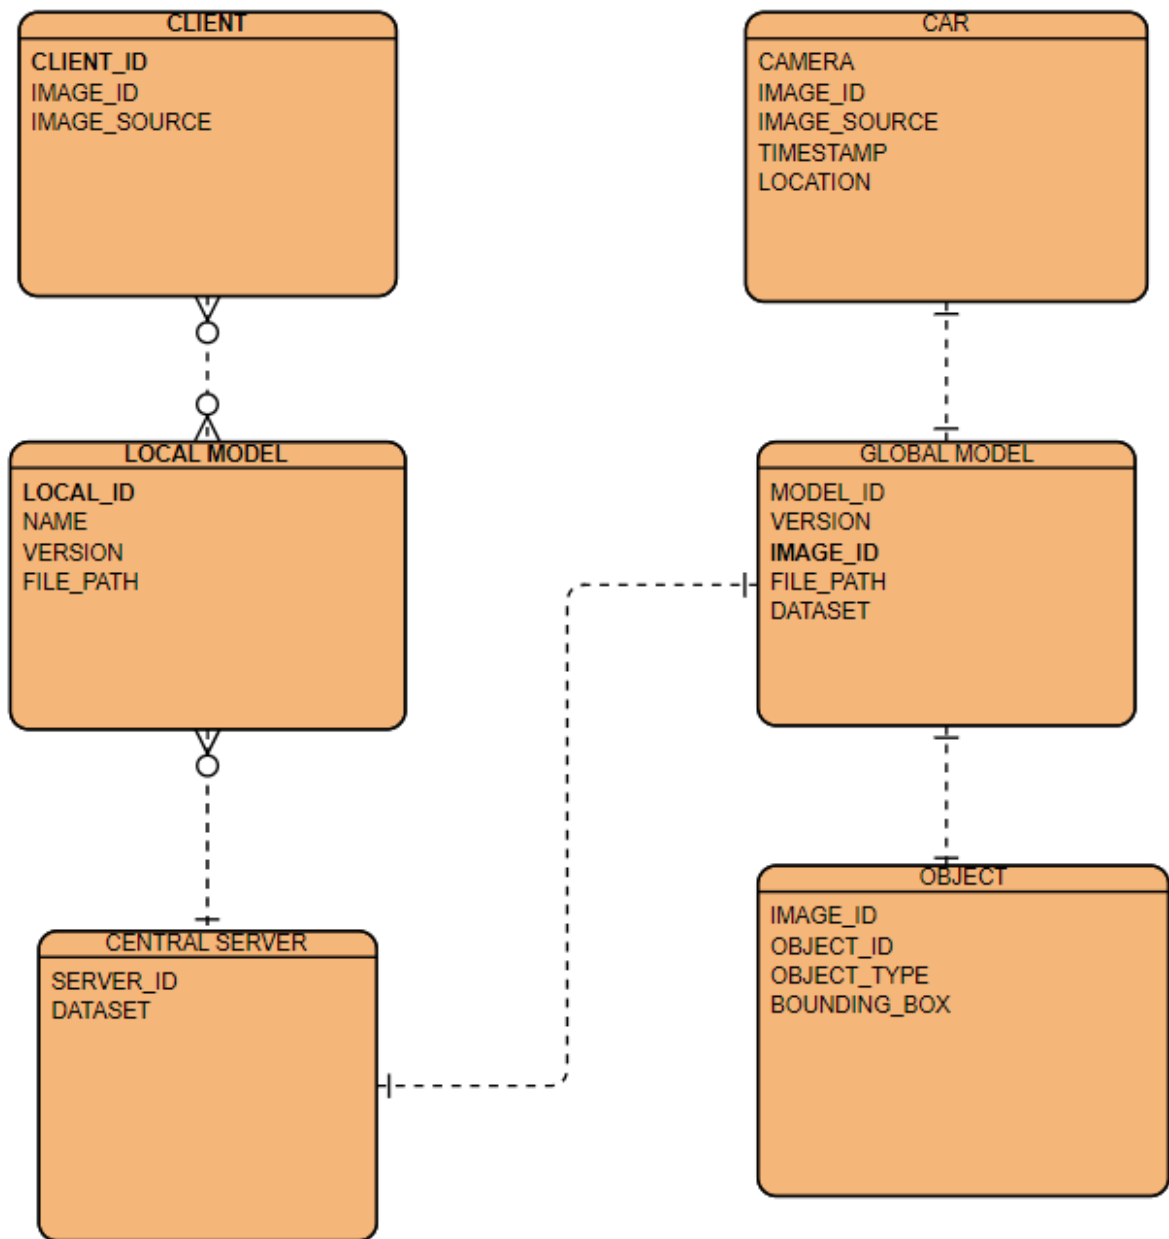 CLIENT
CLIENT_ID
IMAGE_ID
IMAGE_SOURCE
CAR
CAMERA
IMAGE_ID
IMAGE_SOURCE
TIMESTAMP
LOCATION
LOCAL MODEL
LOCAL_ID
NAME
VERSION
FILE_PATH
GLOBAL MODEL
MODEL_ID
VERSION
IMAGE_ID
FILE_PATH
DATASET
CENTRAL SERVER
SERVER_ID
DATASET
OBJECT
IMAGE_ID
OBJECT_ID
OBJECT_TYPE
BOUNDING_BOX